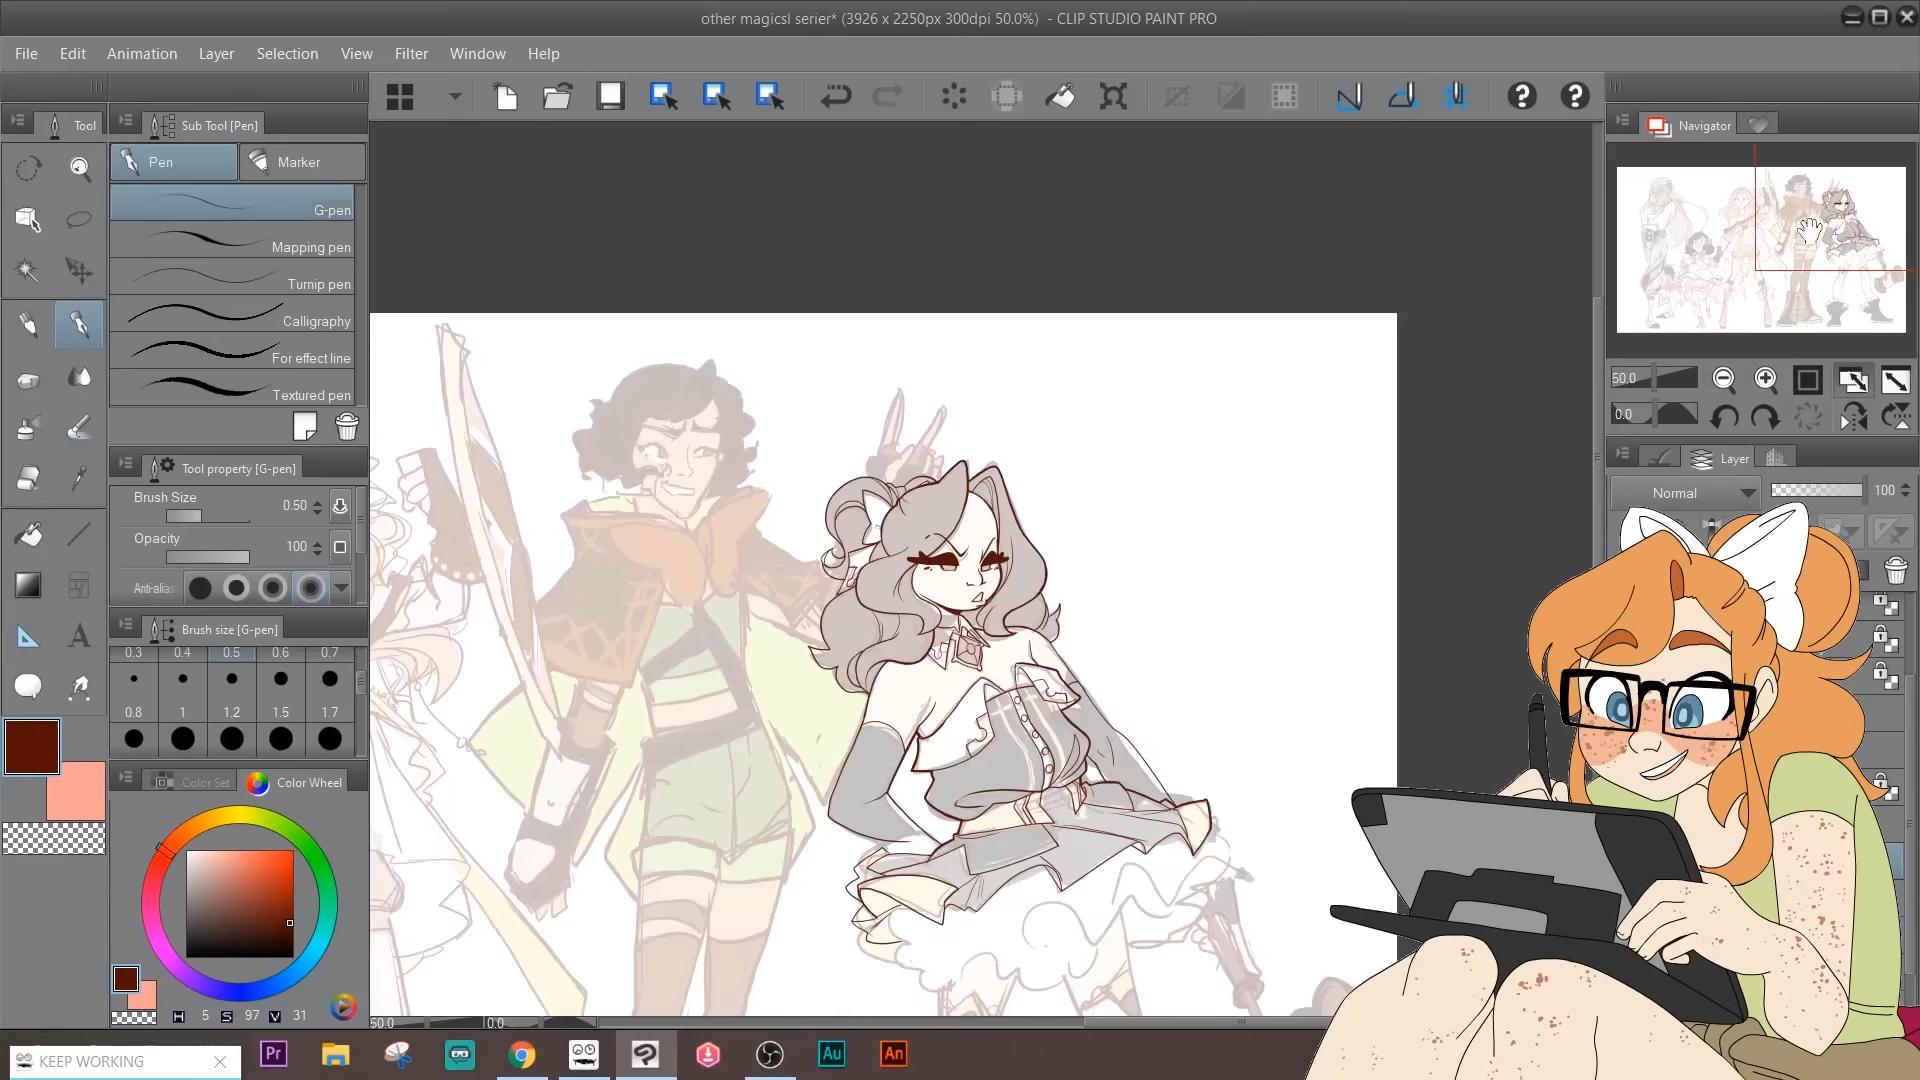 other magicsl serier* (3926 x 2250px 300dpi 50.0%) - CLIP STUDIO PAINT PRO
File Edit Animation Layer Selection View Filter Window Help
Tool
Sub Tool [Pen]
Pen
Marker
G-pen
Mapping pen
Turnip pen
Calligraphy
For effect line
Textured pen
Tool property [G-pen]
Brush Size
0.50
Opacity
100
Anti-alias
Brush size [G-pen]
0.3 0.4 0.5 0.6 0.7
0.8 1 1.2 1.5 1.7
Color Set
Color Wheel
H 5 S 97 V 31
50.0
0.0
Navigator
50.0
0.0
Layer
Normal
100
KEEP WORKING
Pr
Au
An